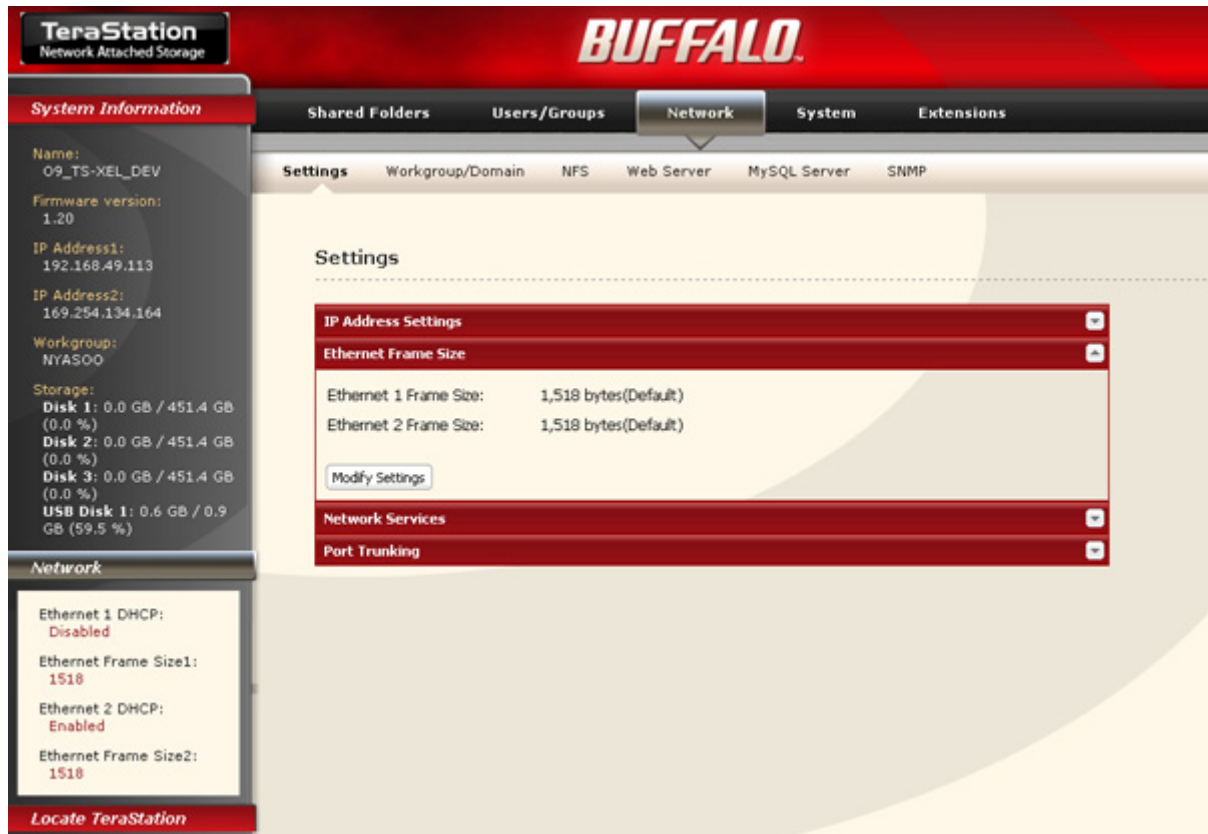 TeraStation
Network Attached Storage
BUFFALO
System Information
Shared Folders Users/Groups Network System Extensions
Settings Workgroup/Domain NFS Web Server MySQL Server SNMP
Name:
O9_TS-XEL_DEV
Firmware version:
1.20
IP Address1:
192.168.49.113
IP Address2:
169.254.134.164
Workgroup:
NYASOO
Storage:
Disk 1: 0.0 GB / 451.4 GB
(0.0 %)
Disk 2: 0.0 GB / 451.4 GB
(0.0 %)
Disk 3: 0.0 GB / 451.4 GB
(0.0 %)
USB Disk 1: 0.6 GB / 0.9
GB (59.5 %)
Network
Ethernet 1 DHCP:
Disabled
Ethernet Frame Size1:
1518
Ethernet 2 DHCP:
Enabled
Ethernet Frame Size2:
1518
Locate TeraStation
Settings
IP Address Settings
Ethernet Frame Size
Ethernet 1 Frame Size: 1,518 bytes(Default)
Ethernet 2 Frame Size: 1,518 bytes(Default)
Modify Settings
Network Services
Port Trunking